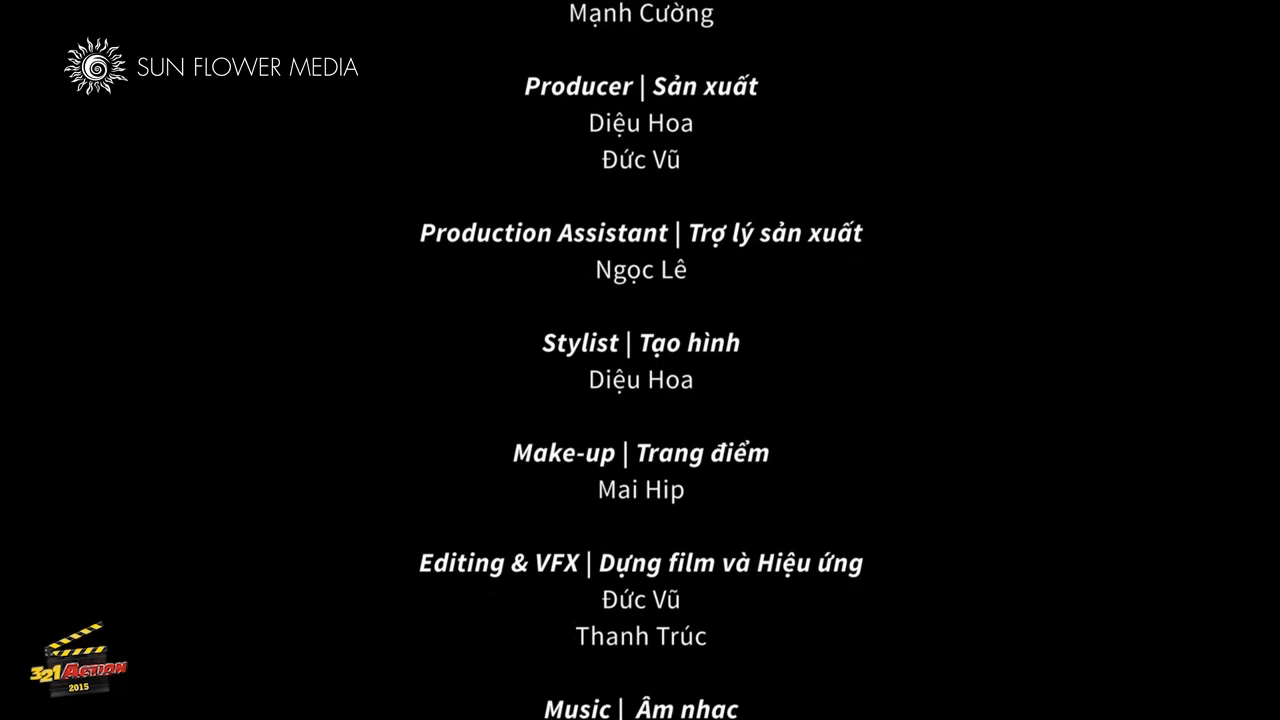 Mạnh Cường
SUN FLOWER MEDIA
Producer | Sản xuất
Diệu Hoa
Đức Vũ
Production Assistant | Trợ lý sản xuất
Ngọc Lê
Stylist | Tạo hình
Diệu Hoa
Make-up | Trang điểm
Mai Hip
Editing & VFX | Dựng film và Hiệu ứng
Đức Vũ
Thanh Trúc
321 ACTION
2015
Music | Âm nhạc